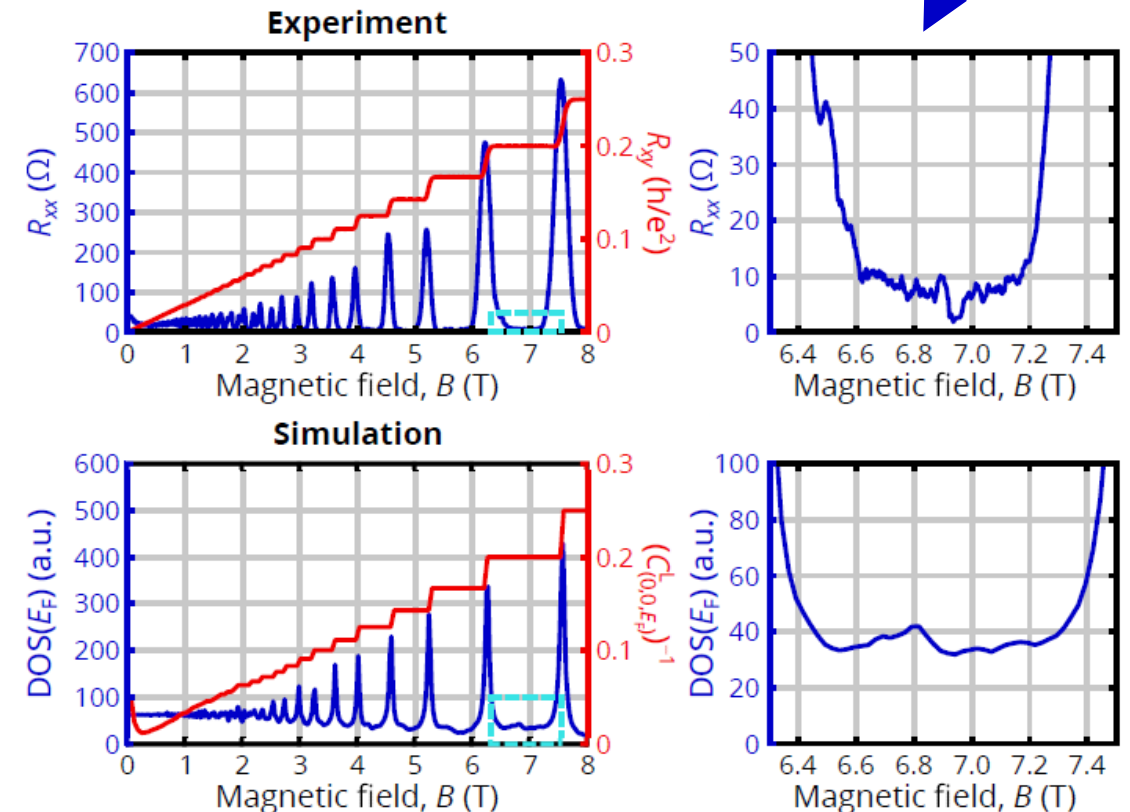 Experiment
700
600
500
400
300
200
100
0
R_xx (Ω)
0.3
0.2
0.1
0
R_xy (h/e²)
0 1 2 3 4 5 6 7 8
Magnetic field, B (T)
50
40
30
20
10
0
R_xx (Ω)
6.4 6.6 6.8 7.0 7.2 7.4
Magnetic field, B (T)
Simulation
600
500
400
300
200
100
0
DOS(E_F) (a.u.)
0.3
0.2
0.1
0
(C^L_(0,0,E_F))^-1
0 1 2 3 4 5 6 7 8
Magnetic field, B (T)
100
80
60
40
20
0
DOS(E_F) (a.u.)
6.4 6.6 6.8 7.0 7.2 7.4
Magnetic field, B (T)